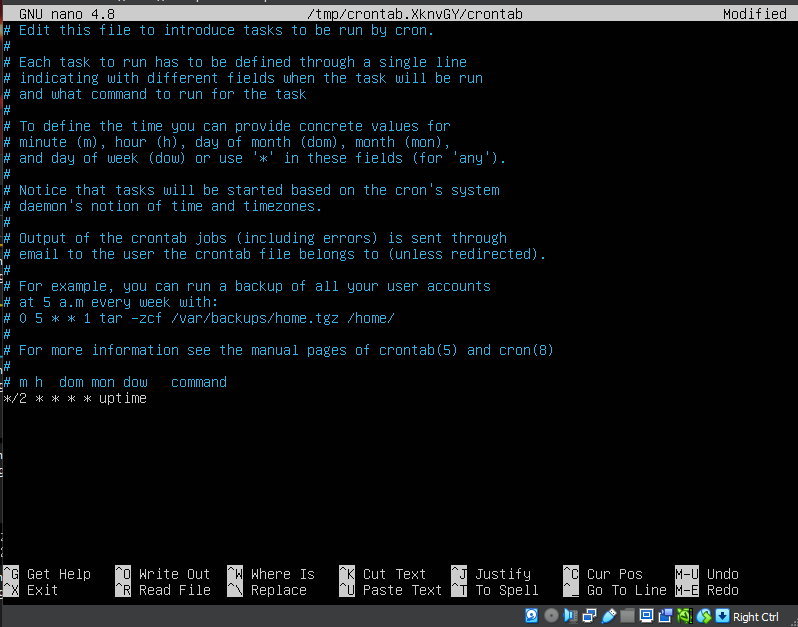 GNU nano 4.8 /tmp/crontab.XknvGY/crontab Modified
# Edit this file to introduce tasks to be run by cron.
#
# Each task to run has to be defined through a single line
# indicating with different fields when the task will be run
# and what command to run for the task
#
# To define the time you can provide concrete values for
# minute (m), hour (h), day of month (dom), month (mon),
# and day of week (dow) or use '*' in these fields (for 'any').
#
# Notice that tasks will be started based on the cron's system
# daemon's notion of time and timezones.
#
# Output of the crontab jobs (including errors) is sent through
# email to the user the crontab file belongs to (unless redirected).
#
# For example, you can run a backup of all your user accounts
# at 5 a.m every week with:
# 0 5 * * 1 tar -zcf /var/backups/home.tgz /home/
#
# For more information see the manual pages of crontab(5) and cron(8)
#
# m h  dom mon dow   command
*/2 * * * * uptime
^G Get Help ^O Write Out ^W Where Is ^K Cut Text ^J Justify ^C Cur Pos M-U Undo
^X Exit ^R Read File ^\ Replace ^U Paste Text ^T To Spell ^_ Go To Line M-E Redo
Right Ctrl